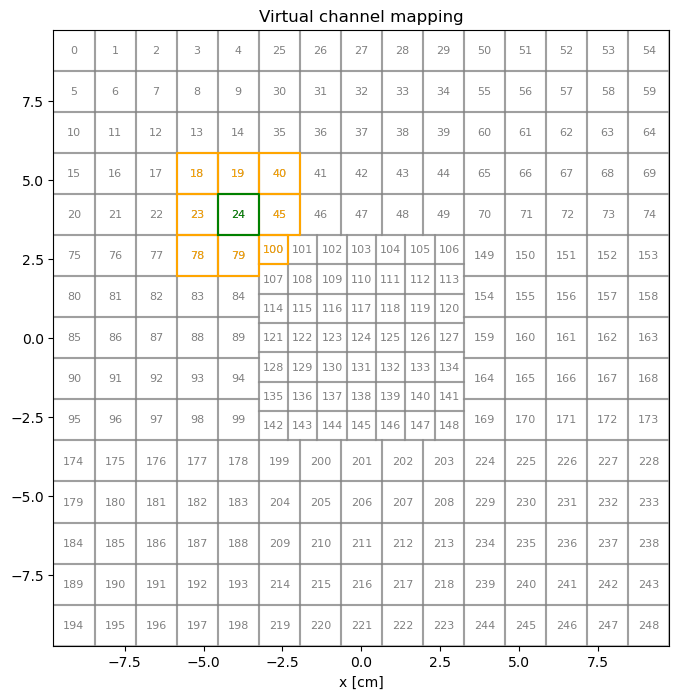 Virtual channel mapping
0 1 2 3 4 25 26 27 28 29 50 51 52 53 54
5 6 7 8 9 30 31 32 33 34 55 56 57 58 59
7.5
10 11 12 13 14 35 36 37 38 39 60 61 62 63 64
15 16 17 18 19 40 41 42 43 44 65 66 67 68 69
5.0
20 21 22 23 24 45 46 47 48 49 70 71 72 73 74
75 76 77 78 79 100 101 102 103 104 105 106 149 150 151 152 153
2.5
107 108 109 110 111 112 113
80 81 82 83 84 154 155 156 157 158
114 115 116 117 118 119 120
0.0
85 86 87 88 89 121 122 123 124 125 126 127 159 160 161 162 163
128 129 130 131 132 133 134
90 91 92 93 94 164 165 166 167 168
135 136 137 138 139 140 141
−2.5
95 96 97 98 99 142 143 144 145 146 147 148 169 170 171 172 173
174 175 176 177 178 199 200 201 202 203 224 225 226 227 228
−5.0
179 180 181 182 183 204 205 206 207 208 229 230 231 232 233
184 185 186 187 188 209 210 211 212 213 234 235 236 237 238
−7.5
189 190 191 192 193 214 215 216 217 218 239 240 241 242 243
194 195 196 197 198 219 220 221 222 223 244 245 246 247 248
−7.5 −5.0 −2.5 0.0 2.5 5.0 7.5
x [cm]